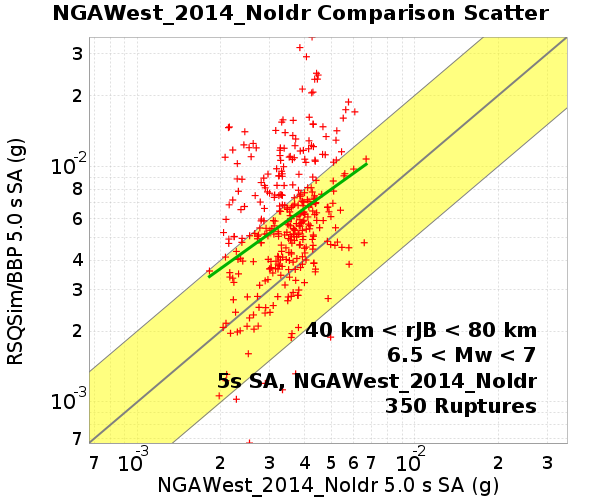 NGAWest_2014_NoIdr Comparison Scatter
RSQSim/BBP 5.0 s SA (g)
3
2
10⁻²
8
6
4
3
2
10⁻³
7
40 km < rJB < 80 km
6.5 < Mw < 7
5s SA, NGAWest_2014_NoIdr
350 Ruptures
7 10⁻³ 2 3 4 5 6 7 10⁻² 2 3
NGAWest_2014_NoIdr 5.0 s SA (g)